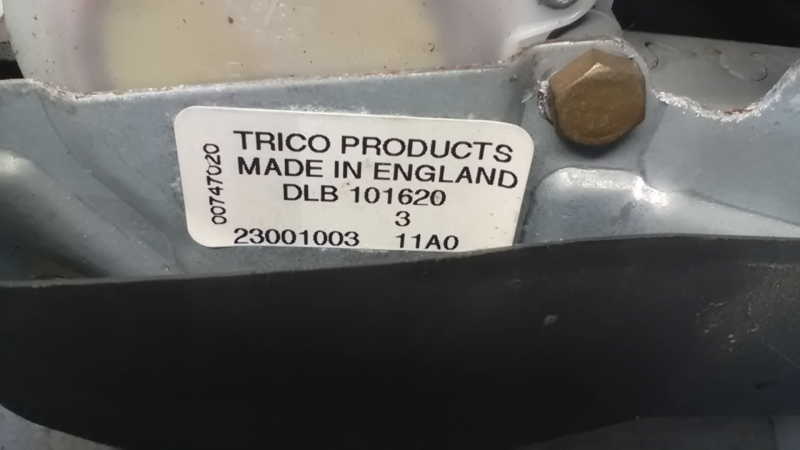 TRICO PRODUCTS
MADE IN ENGLAND
DLB 101620
3
23001003 11A0
00747020